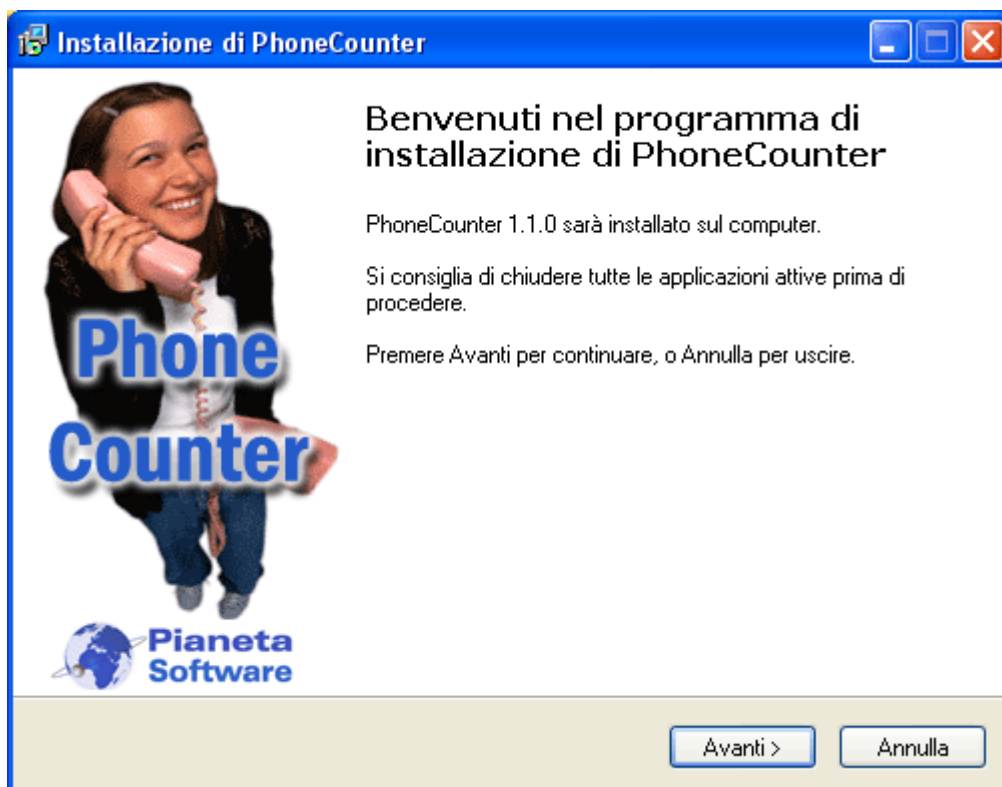 Installazione di PhoneCounter
Benvenuti nel programma di
installazione di PhoneCounter
PhoneCounter 1.1.0 sarà installato sul computer.
Si consiglia di chiudere tutte le applicazioni attive prima di
procedere.
Premere Avanti per continuare, o Annulla per uscire.
Phone
Counter
Pianeta
Software
Avanti >
Annulla